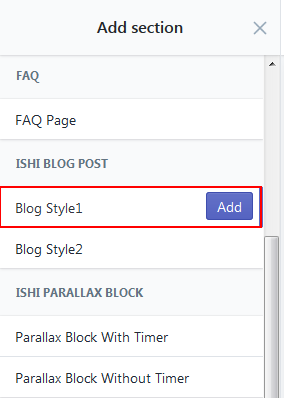 Add section
FAQ
FAQ Page
ISHI BLOG POST
Blog Style1 Add
Blog Style2
ISHI PARALLAX BLOCK
Parallax Block With Timer
Parallax Block Without Timer